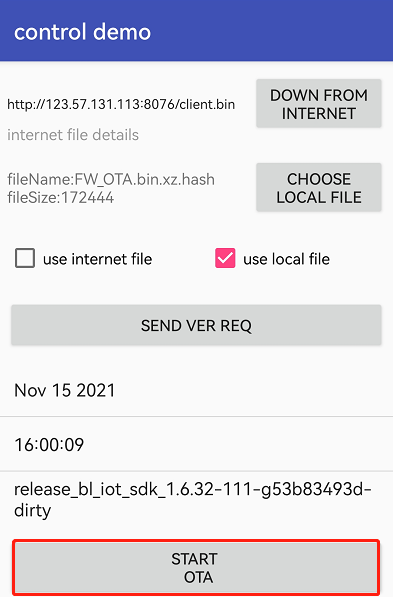 control demo
http://123.57.131.113:8076/client.bin
DOWN FROM
INTERNET
internet file details
fileName:FW_OTA.bin.xz.hash
fileSize:172444
CHOOSE
LOCAL FILE
use internet file
use local file
SEND VER REQ
Nov 15 2021
16:00:09
release_bl_iot_sdk_1.6.32-111-g53b83493d-
dirty
START
OTA